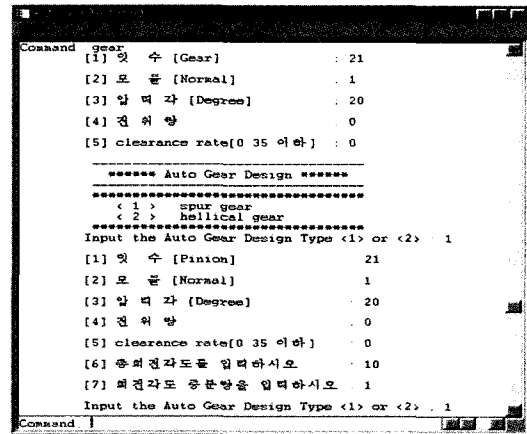 Command gear
[1] 잇 수 [Gear] : 21
[2] 모 듈 [Normal] . 1
[3] 압 력 각 [Degree] . 20
[4] 전 위 량 0
[5] clearance rate[0 35 이하] : 0
****** Auto Gear Design ******
< 1 > spur gear
< 2 > hellical gear
Input the Auto Gear Design Type <1> or <2> . 1
[1] 잇 수 [Pinion] 21
[2] 모 듈 [Normal] 1
[3] 압 력 각 [Degree] · 20
[4] 전 위 량 . 0
[5] clearance rate[0 35 이하] · 0
[6] 총회전각도를 입력하시오 · 10
[7] 회전각도 증분량을 입력하시오 . 1
Input the Auto Gear Design Type <1> or <2> . 1
Command